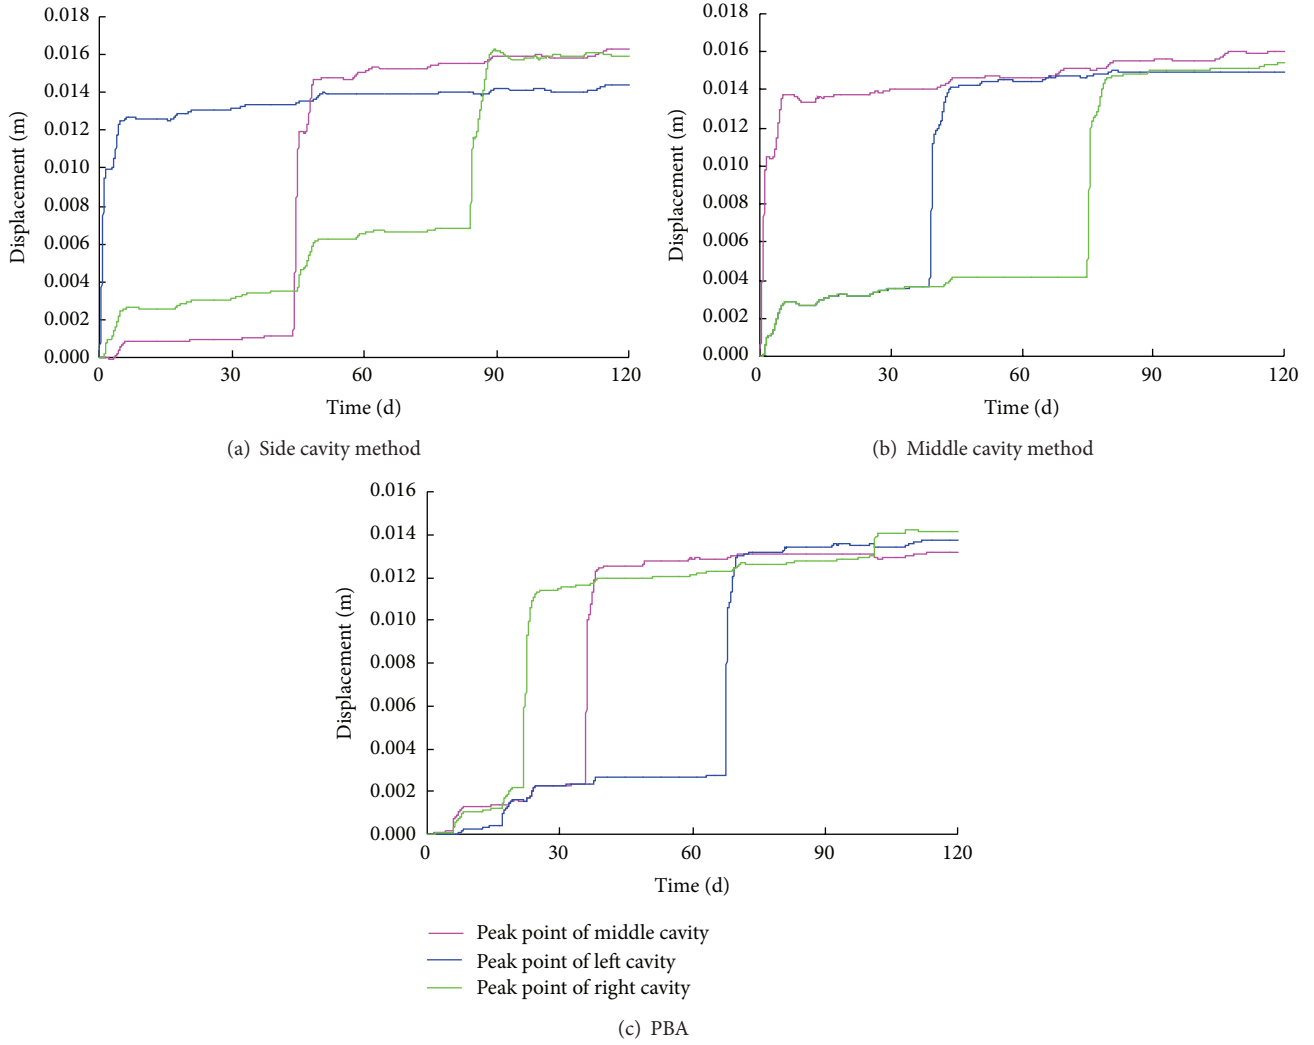 0.018
0.016
0.014
0.012
0.010
0.008
0.006
0.004
0.002
0.000
Displacement (m)
0 30 60 90 120
Time (d)
(a) Side cavity method
0.018
0.016
0.014
0.012
0.010
0.008
0.006
0.004
0.002
0.000
Displacement (m)
0 30 60 90 120
Time (d)
(b) Middle cavity method
0.016
0.014
0.012
0.010
0.008
0.006
0.004
0.002
0.000
Displacement (m)
0 30 60 90 120
Time (d)
Peak point of middle cavity
Peak point of left cavity
Peak point of right cavity
(c) PBA